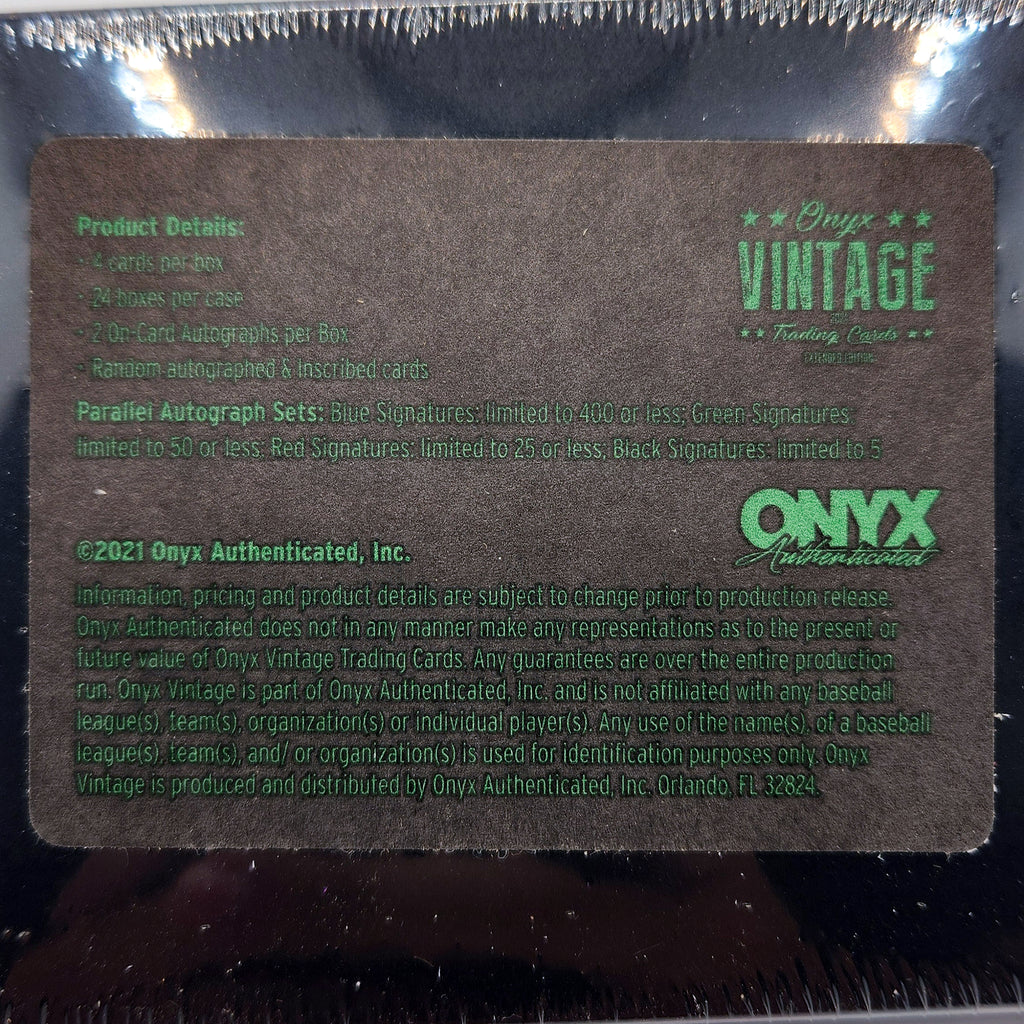 Product Details:
• 4 cards per box
• 24 boxes per case
• 2 On-Card Autographs per Box
• Random autographed & Inscribed cards
Parallel Autograph Sets: Blue Signatures: limited to 400 or less; Green Signatures:
limited to 50 or less; Red Signatures: limited to 25 or less; Black Signatures: limited to 5
Onyx
VINTAGE
Trading Cards
EXTENDED EDITION
ONYX
Authenticated
©2021 Onyx Authenticated, Inc.
Information, pricing and product details are subject to change prior to production release.
Onyx Authenticated does not in any manner make any representations as to the present or
future value of Onyx Vintage Trading Cards. Any guarantees are over the entire production
run. Onyx Vintage is part of Onyx Authenticated, Inc. and is not affiliated with any baseball
league(s), team(s), organization(s) or individual player(s). Any use of the name(s), of a baseball
league(s), team(s), and/ or organization(s) is used for identification purposes only. Onyx
Vintage is produced and distributed by Onyx Authenticated, Inc. Orlando, FL 32824.